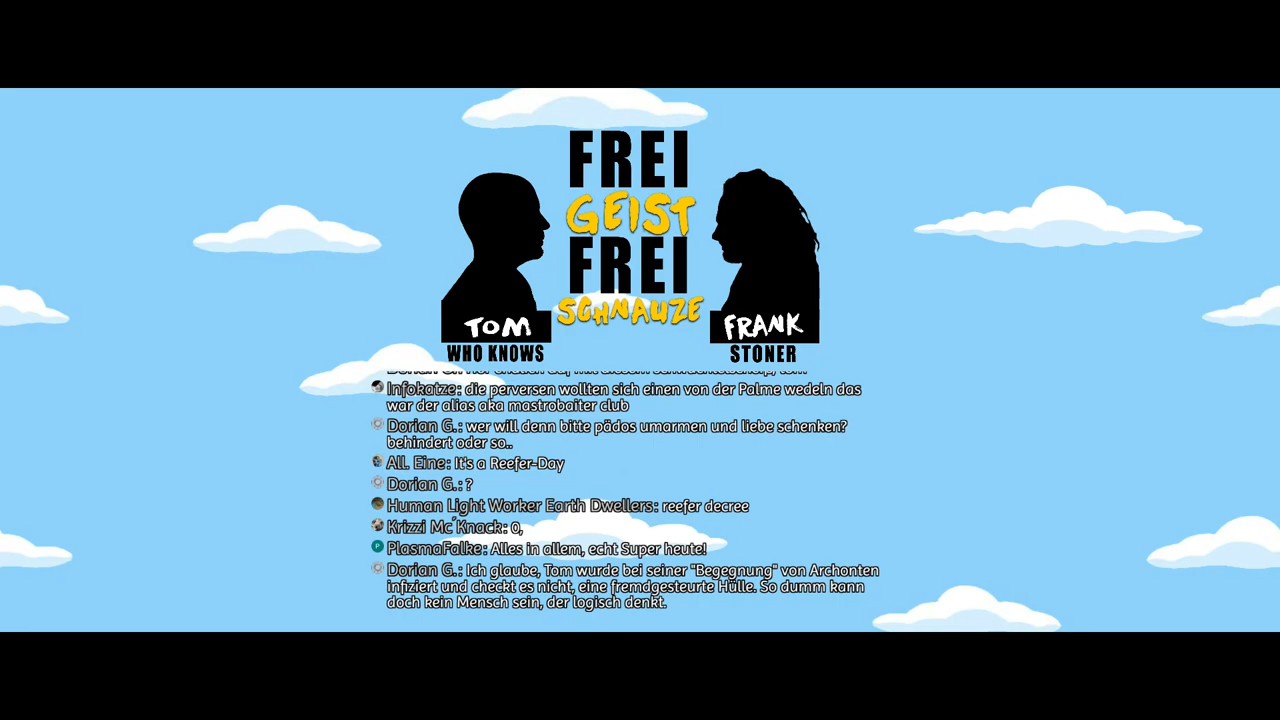 FREI
GEIST
FREI
SCHNAUZE
TOM
WHO KNOWS
FRANK
STONER
Infokatze: die perversen wollten sich einen von der Palme wedeln das
war der alias aka mastrobaiter club
Dorian G.: wer will denn bitte pädos umarmen und liebe schenken?
behindert oder so..
All. Eine: It's a Reefer-Day
Dorian G.: ?
Human Light Worker Earth Dwellers: reefer decree
Krizzi Mc´Knack: 0,
P PlasmaFalke: Alles in allem, echt Super heute!
Dorian G.: Ich glaube, Tom wurde bei seiner "Begegnung" von Archonten
infiziert und checkt es nicht, eine fremdgesteurte Hülle. So dumm kann
doch kein Mensch sein, der logisch denkt.